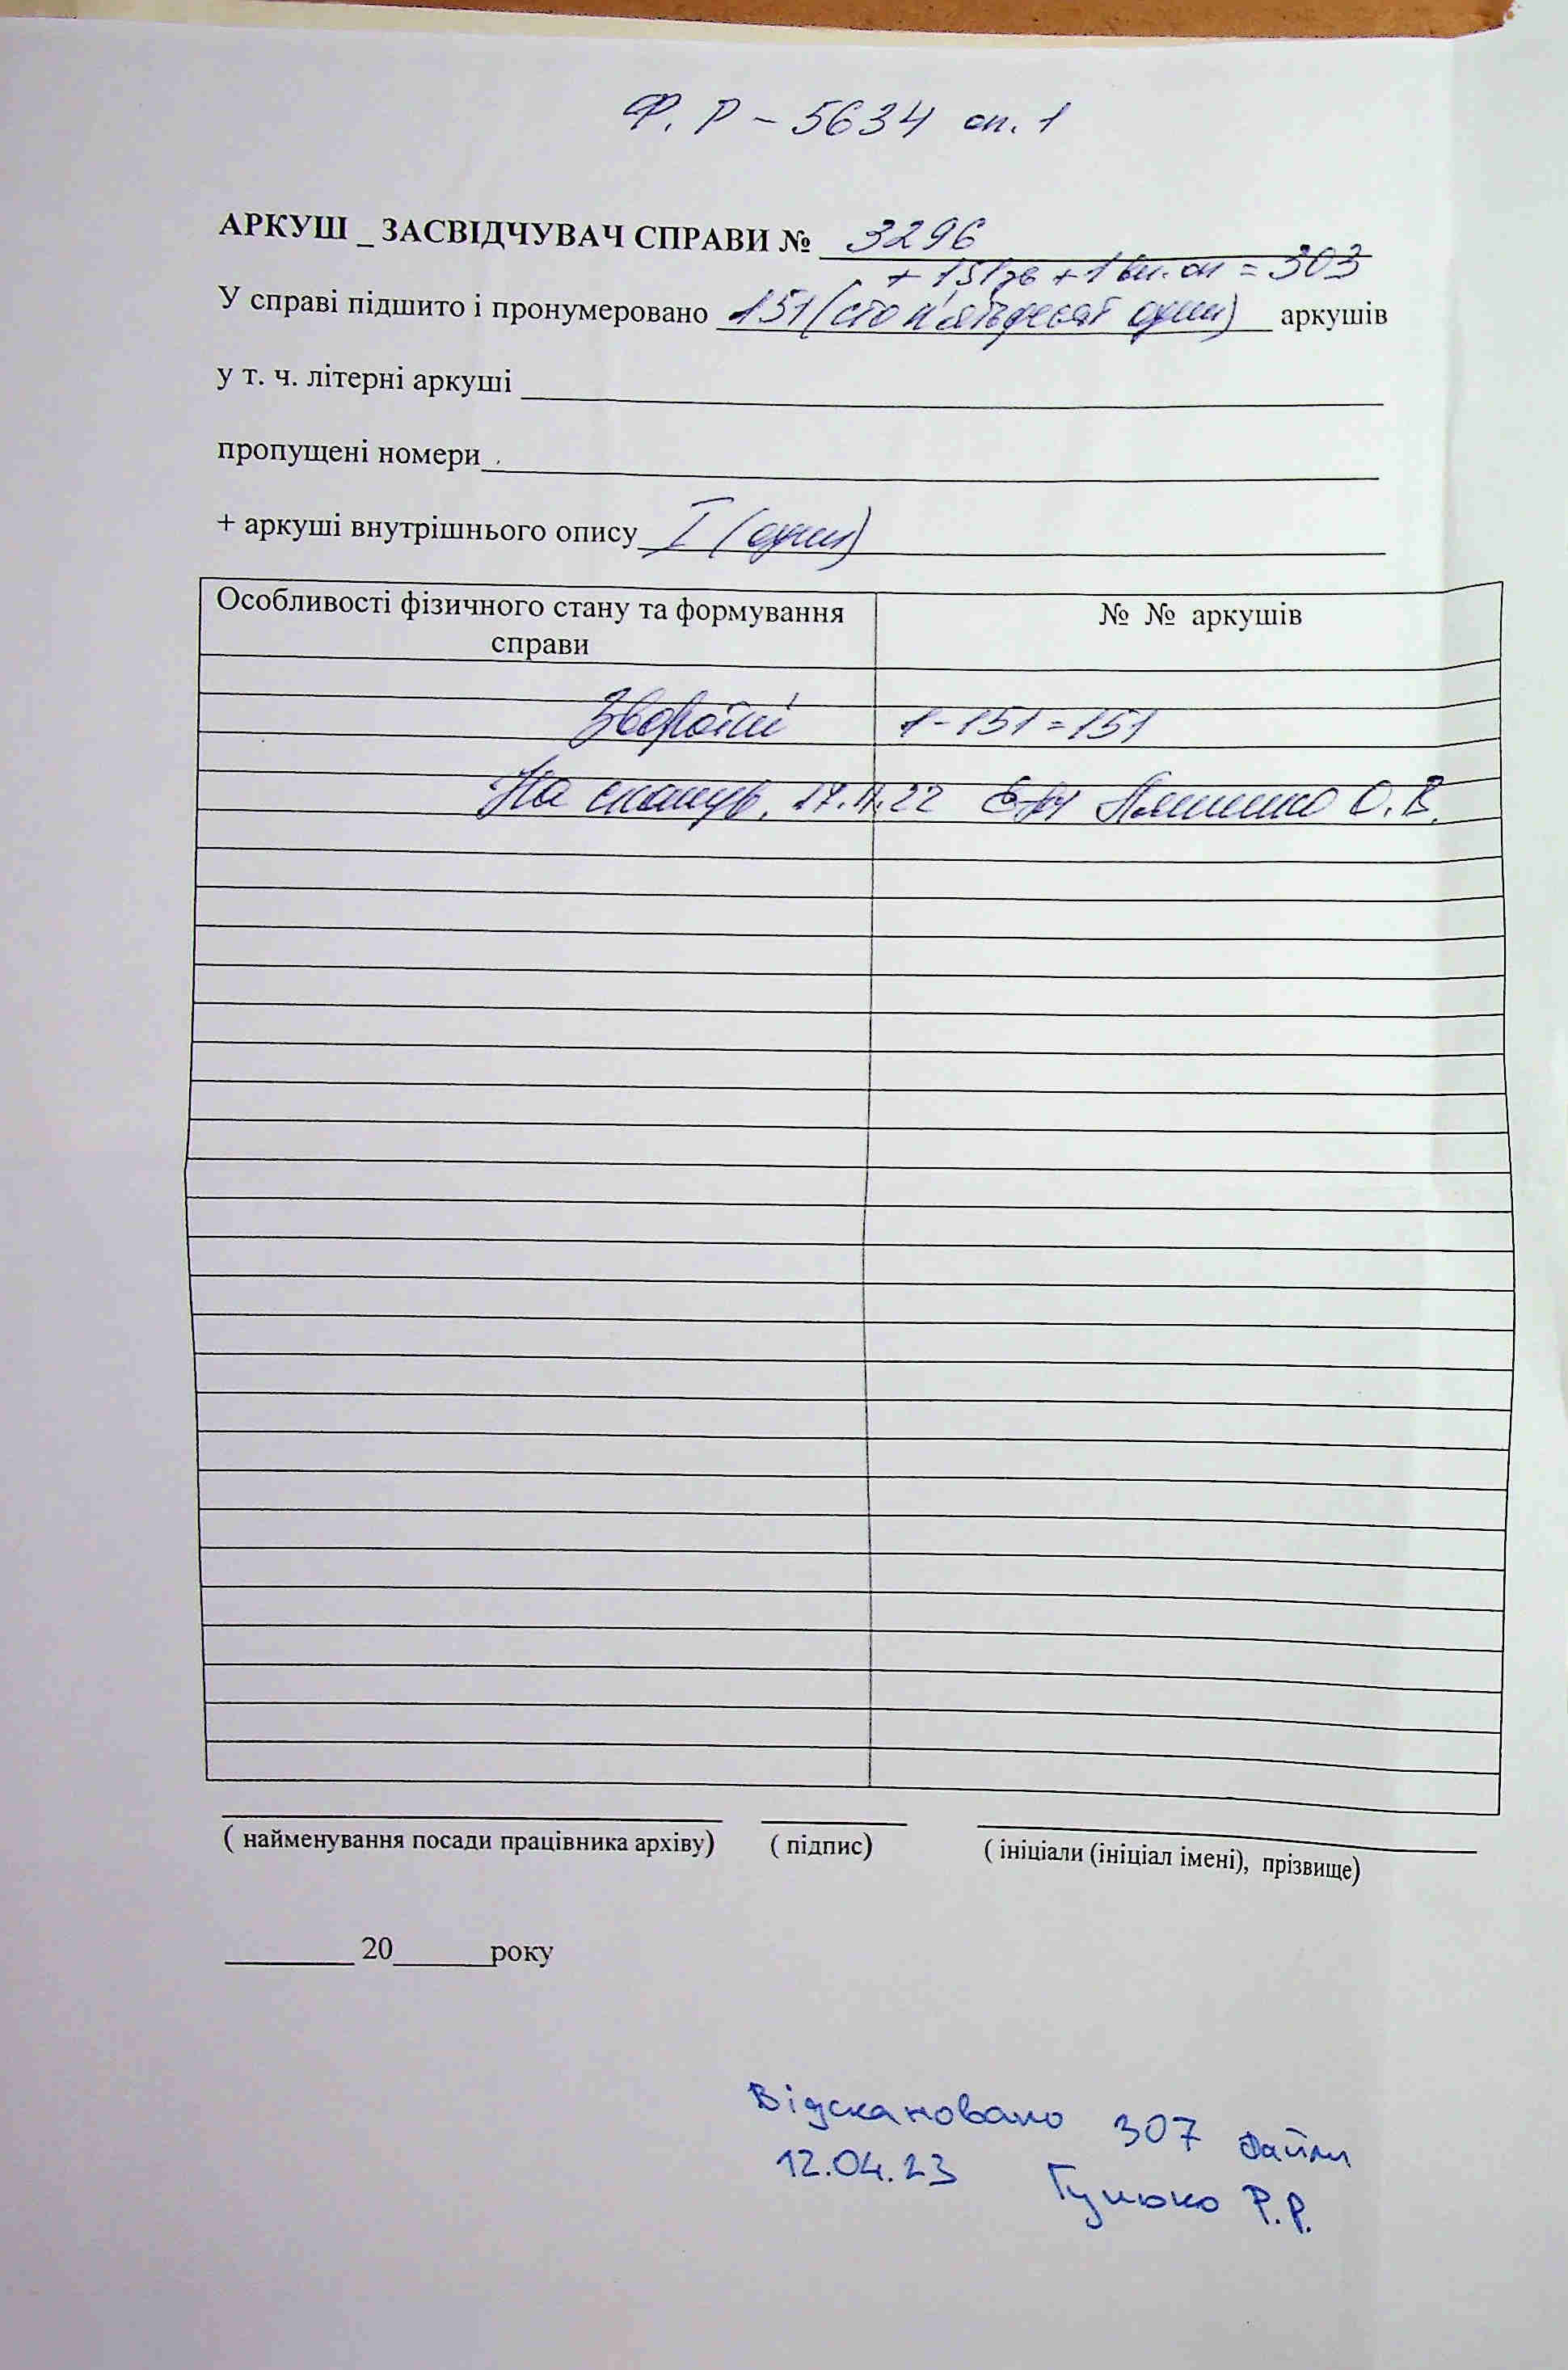 Ф. Р - 5634 оп. 1
АРКУШ _ ЗАСВІДЧУВАЧ СПРАВИ № 3296
+ 151зв + 1 вн. оп = 303
У справі підшито і пронумеровано 151 (сто п'ятьдесят один) аркушів
у т. ч. літерні аркуші
пропущені номери
+ аркуші внутрішнього опису I (один)
Особливості фізичного стану та формування справи № № аркушів
Зворотні 1-151=151
На сканув. 17.11.22 О.В.
( найменування посади працівника архіву) ( підпис) ( ініціали (ініціал імені), прізвище)
20 року
Відскановано 307 файли
12.04.23 Р.Р.